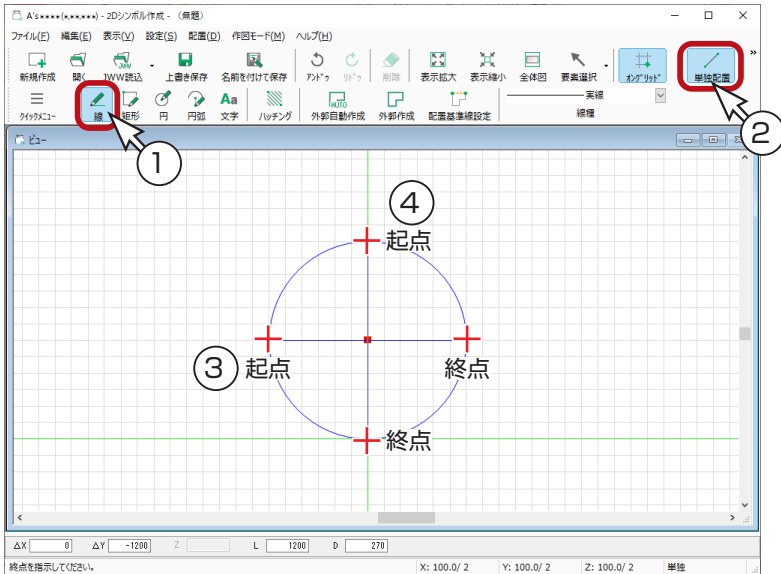 A's****(*,**,***) - 2Dシンボル作成 - （無題）
ファイル(F) 編集(E) 表示(V) 設定(S) 配置(D) 作図モード(M) ヘルプ(H)
新規作成 開く JWW読込 上書き保存 名前を付けて保存 アンドゥ リドゥ 削除 表示拡大 表示縮小 全体図 要素選択 オングリッド 単独配置
»
クイックメニュー 線 矩形 円 円弧 文字 ハッチング 外郭自動作成 外郭作成 配置基準線設定 実線
線種
① ②
ビュー
④
起点
③ 起点 終点
終点
ΔX 0 ΔY -1200 Z L 1200 D 270
終点を指示してください。 X: 100.0/ 2 Y: 100.0/ 2 Z: 100.0/ 2 単独